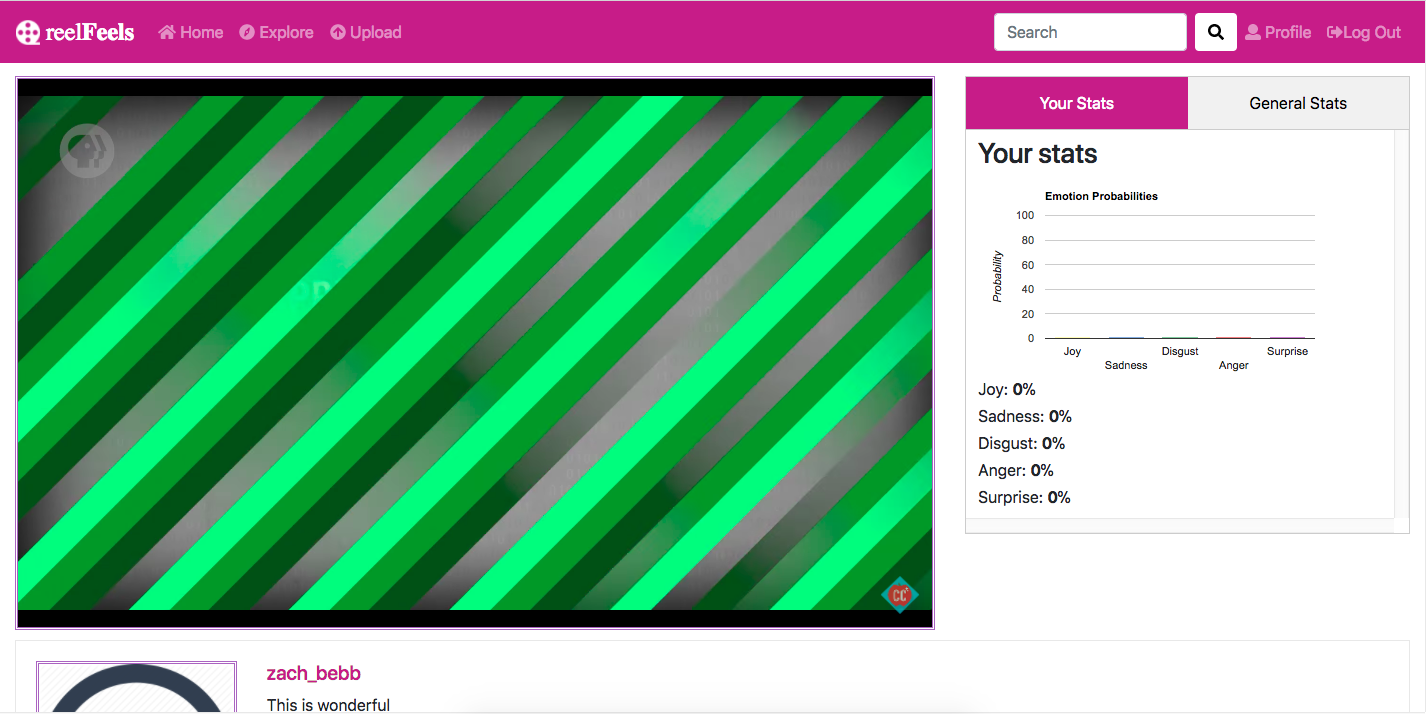 reelFeels Home Explore Upload Search Profile Log Out
Your Stats General Stats
Your stats
Emotion Probabilities
100
80
60
40
20
0
Probability
Joy Sadness Disgust Anger Surprise
Joy: 0%
Sadness: 0%
Disgust: 0%
Anger: 0%
Surprise: 0%
CC
zach_bebb
This is wonderful